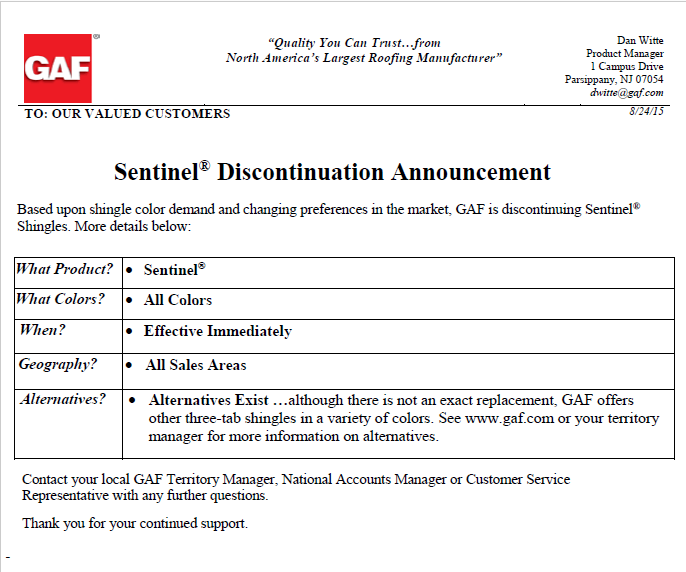 GAF®
“Quality You Can Trust…from
North America’s Largest Roofing Manufacturer”
Dan Witte
Product Manager
1 Campus Drive
Parsippany, NJ 07054
dwitte@gaf.com
TO: OUR VALUED CUSTOMERS
8/24/15
Sentinel® Discontinuation Announcement
Based upon shingle color demand and changing preferences in the market, GAF is discontinuing Sentinel®
Shingles. More details below:
What Product? • Sentinel®
What Colors? • All Colors
When? • Effective Immediately
Geography? • All Sales Areas
Alternatives? • Alternatives Exist …although there is not an exact replacement, GAF offers
other three-tab shingles in a variety of colors. See www.gaf.com or your territory
manager for more information on alternatives.
Contact your local GAF Territory Manager, National Accounts Manager or Customer Service
Representative with any further questions.
Thank you for your continued support.
-